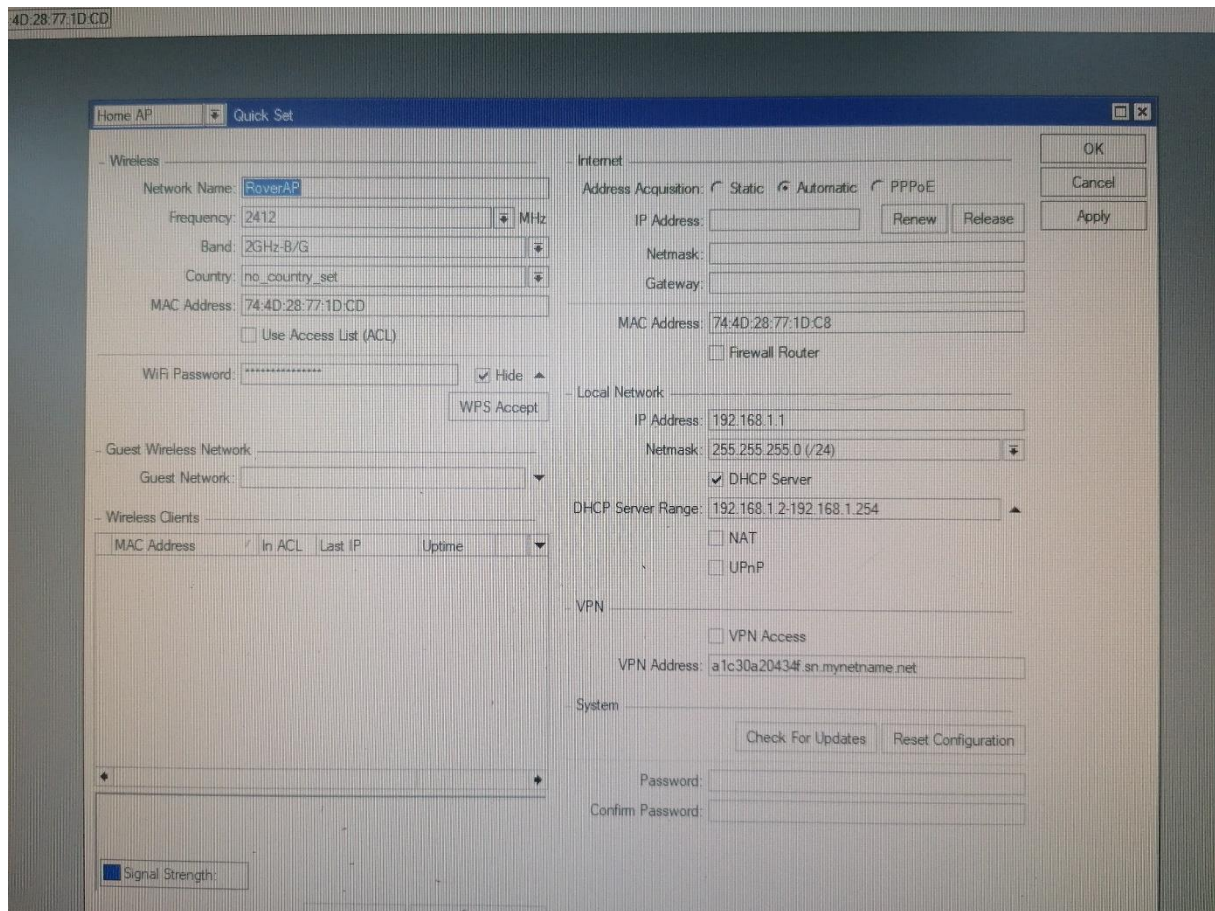 4D:28:77:1D:CD
Home AP Quick Set
Wireless
Network Name: RoverAP
Frequency: 2412 MHz
Band: 2GHz-B/G
Country: no_country_set
MAC Address: 74:4D:28:77:1D:CD
Use Access List (ACL)
WiFi Password: *************** Hide
WPS Accept
Guest Wireless Network
Guest Network:
Wireless Clients
MAC Address In ACL Last IP Uptime
Signal Strength:
Internet
Address Acquisition: Static Automatic PPPoE
IP Address: Renew Release
Netmask:
Gateway:
MAC Address: 74:4D:28:77:1D:C8
Firewall Router
Local Network
IP Address: 192.168.1.1
Netmask: 255.255.255.0 (/24)
DHCP Server
DHCP Server Range: 192.168.1.2-192.168.1.254
NAT
UPnP
VPN
VPN Access
VPN Address: a1c30a20434f.sn.mynetname.net
System
Check For Updates Reset Configuration
Password:
Confirm Password:
OK
Cancel
Apply